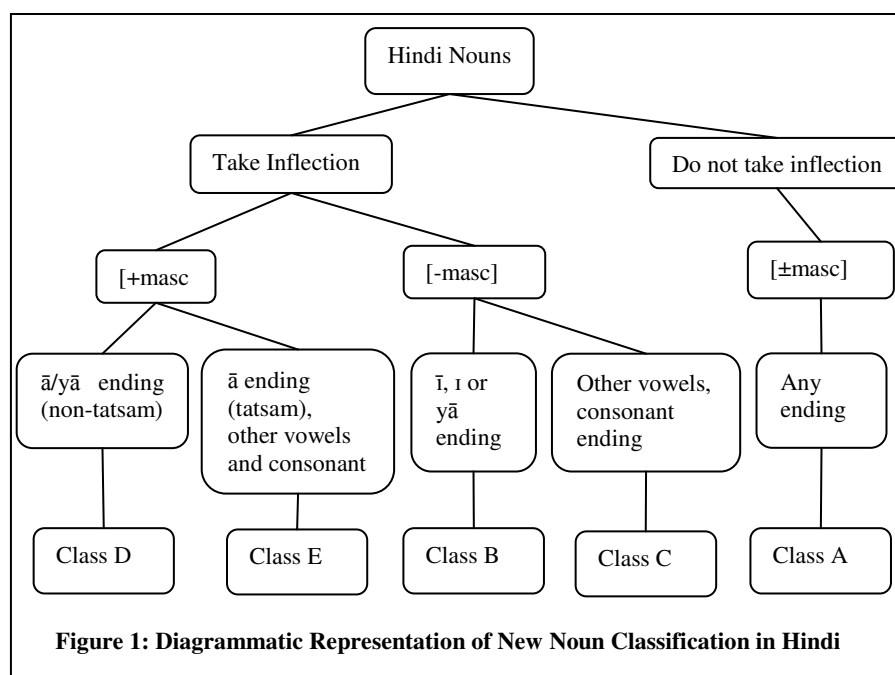 Hindi Nouns
Take Inflection
Do not take inflection
[+masc
[-masc]
[±masc]
ā/yā ending
(non-tatsam)
ā ending
(tatsam),
other vowels
and consonant
ī, ɪ or
yā
ending
Other vowels,
consonant
ending
Any
ending
Class D
Class E
Class B
Class C
Class A
Figure 1: Diagrammatic Representation of New Noun Classification in Hindi